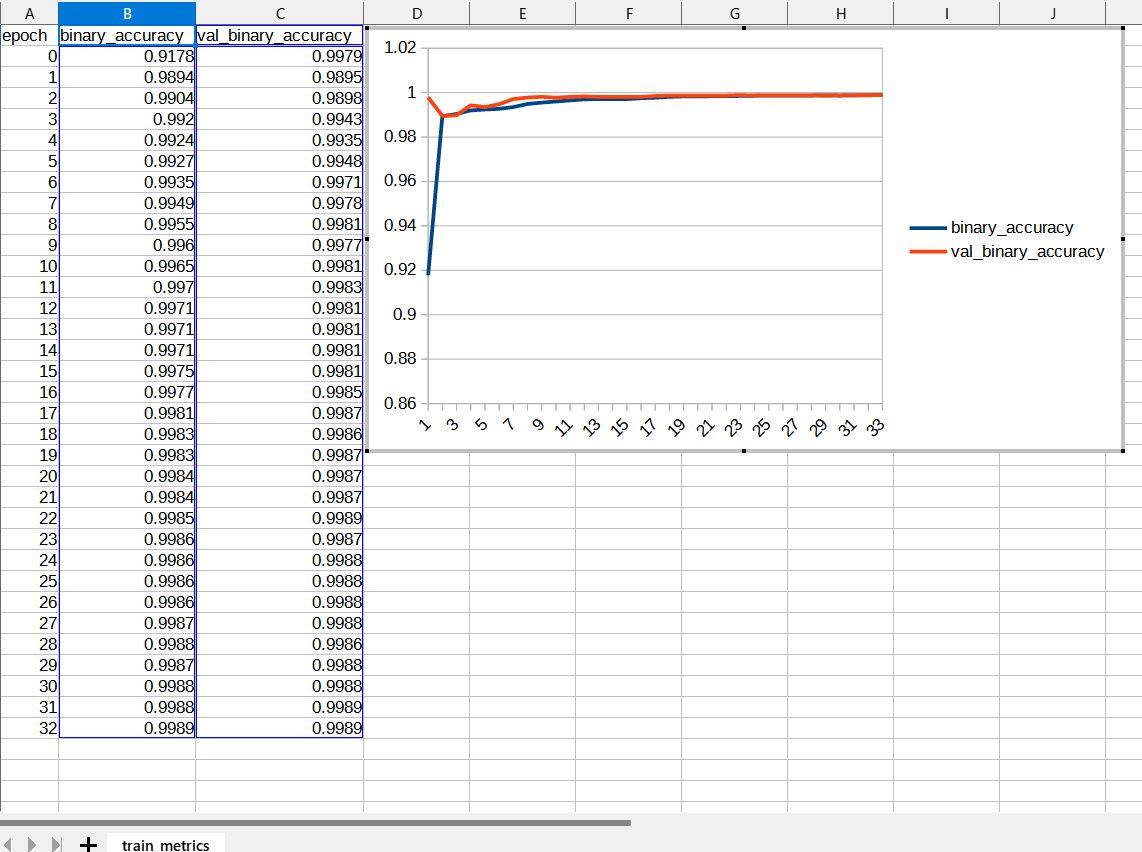 A B C D E F G H I J
epoch binary_accuracy val_binary_accuracy
0 0.9178 0.9979
1 0.9894 0.9895
2 0.9904 0.9898
3 0.992 0.9943
4 0.9924 0.9935
5 0.9927 0.9948
6 0.9935 0.9971
7 0.9949 0.9978
8 0.9955 0.9981
9 0.996 0.9977
10 0.9965 0.9981
11 0.997 0.9983
12 0.9971 0.9981
13 0.9971 0.9981
14 0.9971 0.9981
15 0.9975 0.9981
16 0.9977 0.9985
17 0.9981 0.9987
18 0.9983 0.9986
19 0.9983 0.9987
20 0.9984 0.9987
21 0.9984 0.9987
22 0.9985 0.9989
23 0.9986 0.9987
24 0.9986 0.9988
25 0.9986 0.9988
26 0.9986 0.9988
27 0.9987 0.9988
28 0.9988 0.9986
29 0.9987 0.9988
30 0.9988 0.9988
31 0.9988 0.9989
32 0.9989 0.9989
1.02
1
0.98
0.96
0.94
0.92
0.9
0.88
0.86
1 3 5 7 9 11 13 15 17 19 21 23 25 27 29 31 33
binary_accuracy
val_binary_accuracy
train_metrics